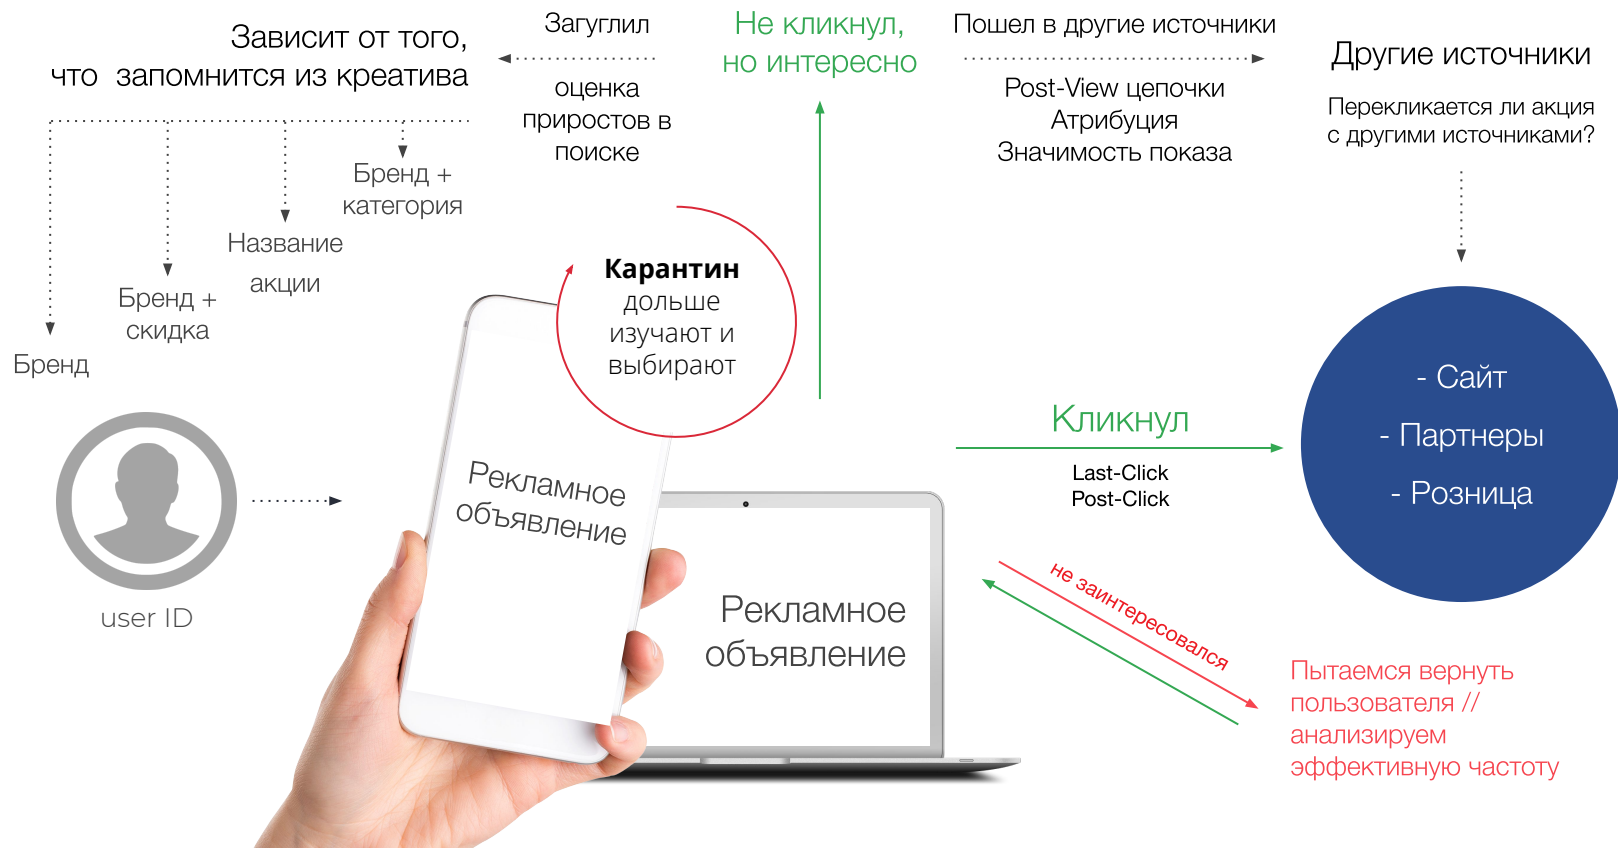 Зависит от того,
что запомнится из креатива
Бренд
Бренд +
скидка
Название
акции
Бренд +
категория
Загуглил
оценка
приростов в
поиске
Не кликнул,
но интересно
Пошел в другие источники
Post-View цепочки
Атрибуция
Значимость показа
Другие источники
Перекликается ли акция
с другими источниками?
Карантин
дольше
изучают и
выбирают
user ID
Рекламное
объявление
Рекламное
объявление
Кликнул
Last-Click
Post-Click
- Сайт
- Партнеры
- Розница
не заинтересовался
Пытаемся вернуть
пользователя //
анализируем
эффективную частоту